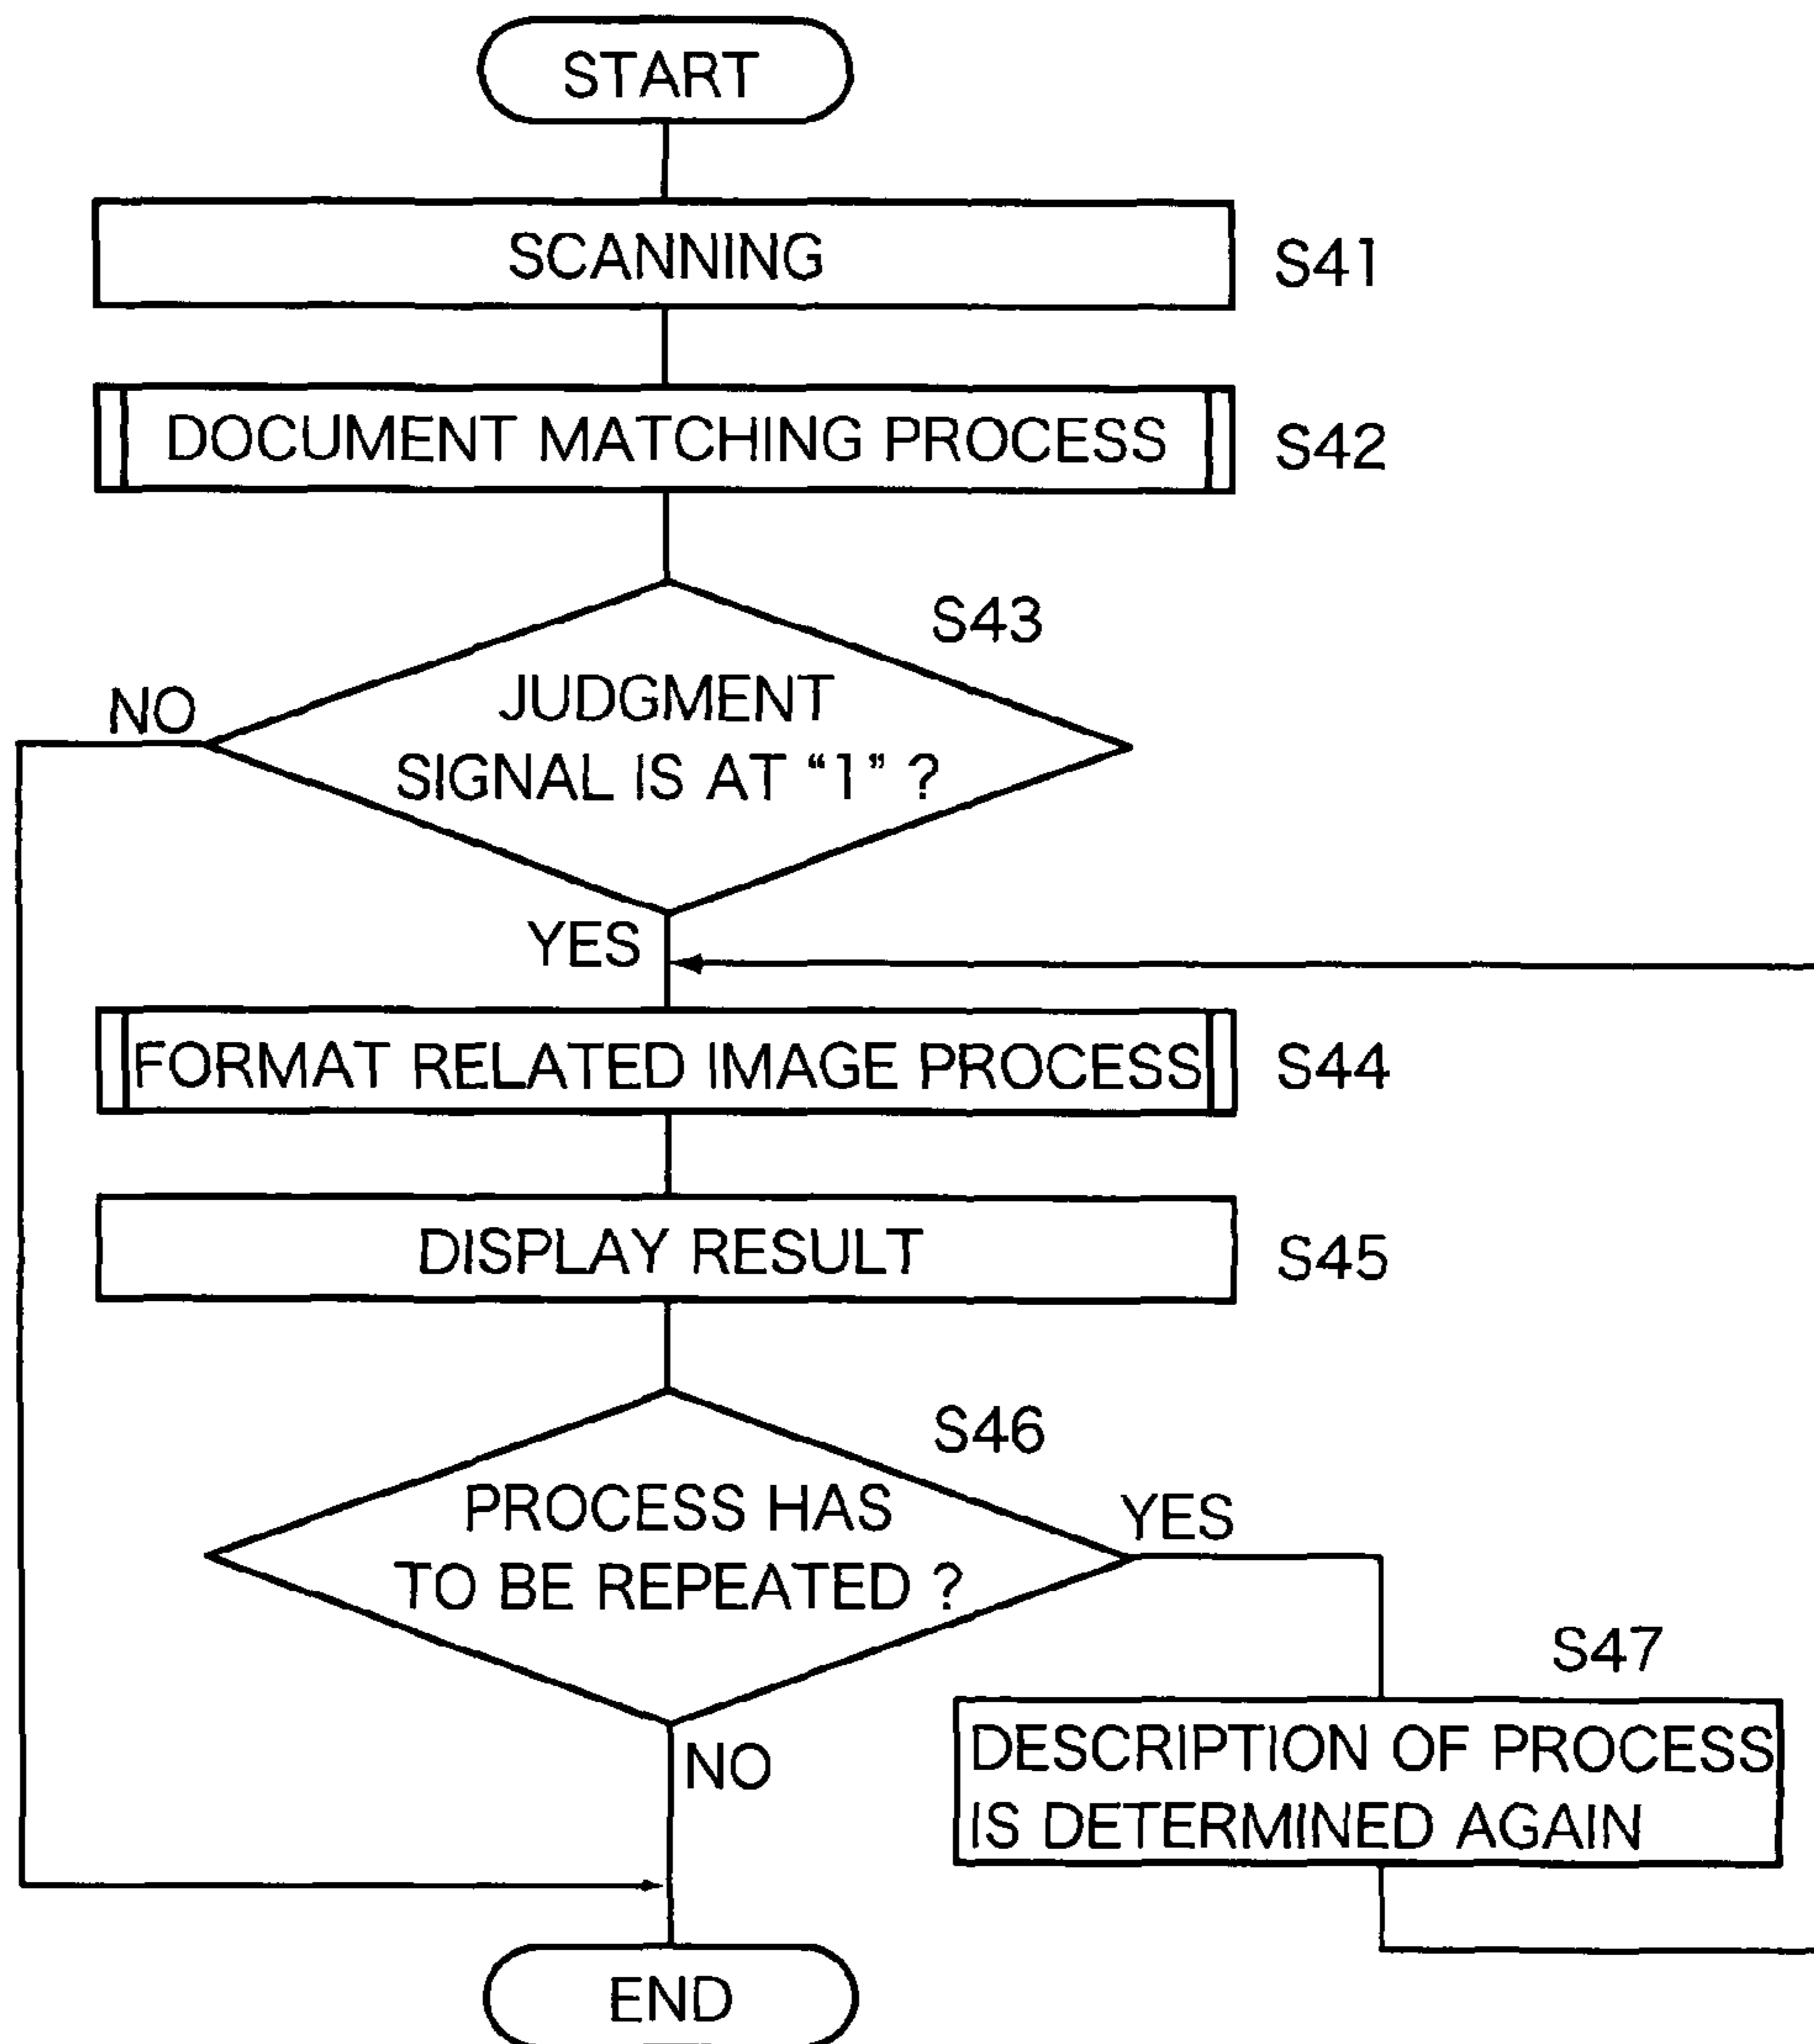 START
SCANNING
S41
DOCUMENT MATCHING PROCESS
S42
S43
JUDGMENT
SIGNAL IS AT “1” ?
NO
YES
FORMAT RELATED IMAGE PROCESS
S44
DISPLAY RESULT
S45
S46
PROCESS HAS
TO BE REPEATED ?
YES
NO
S47
DESCRIPTION OF PROCESS
IS DETERMINED AGAIN
END